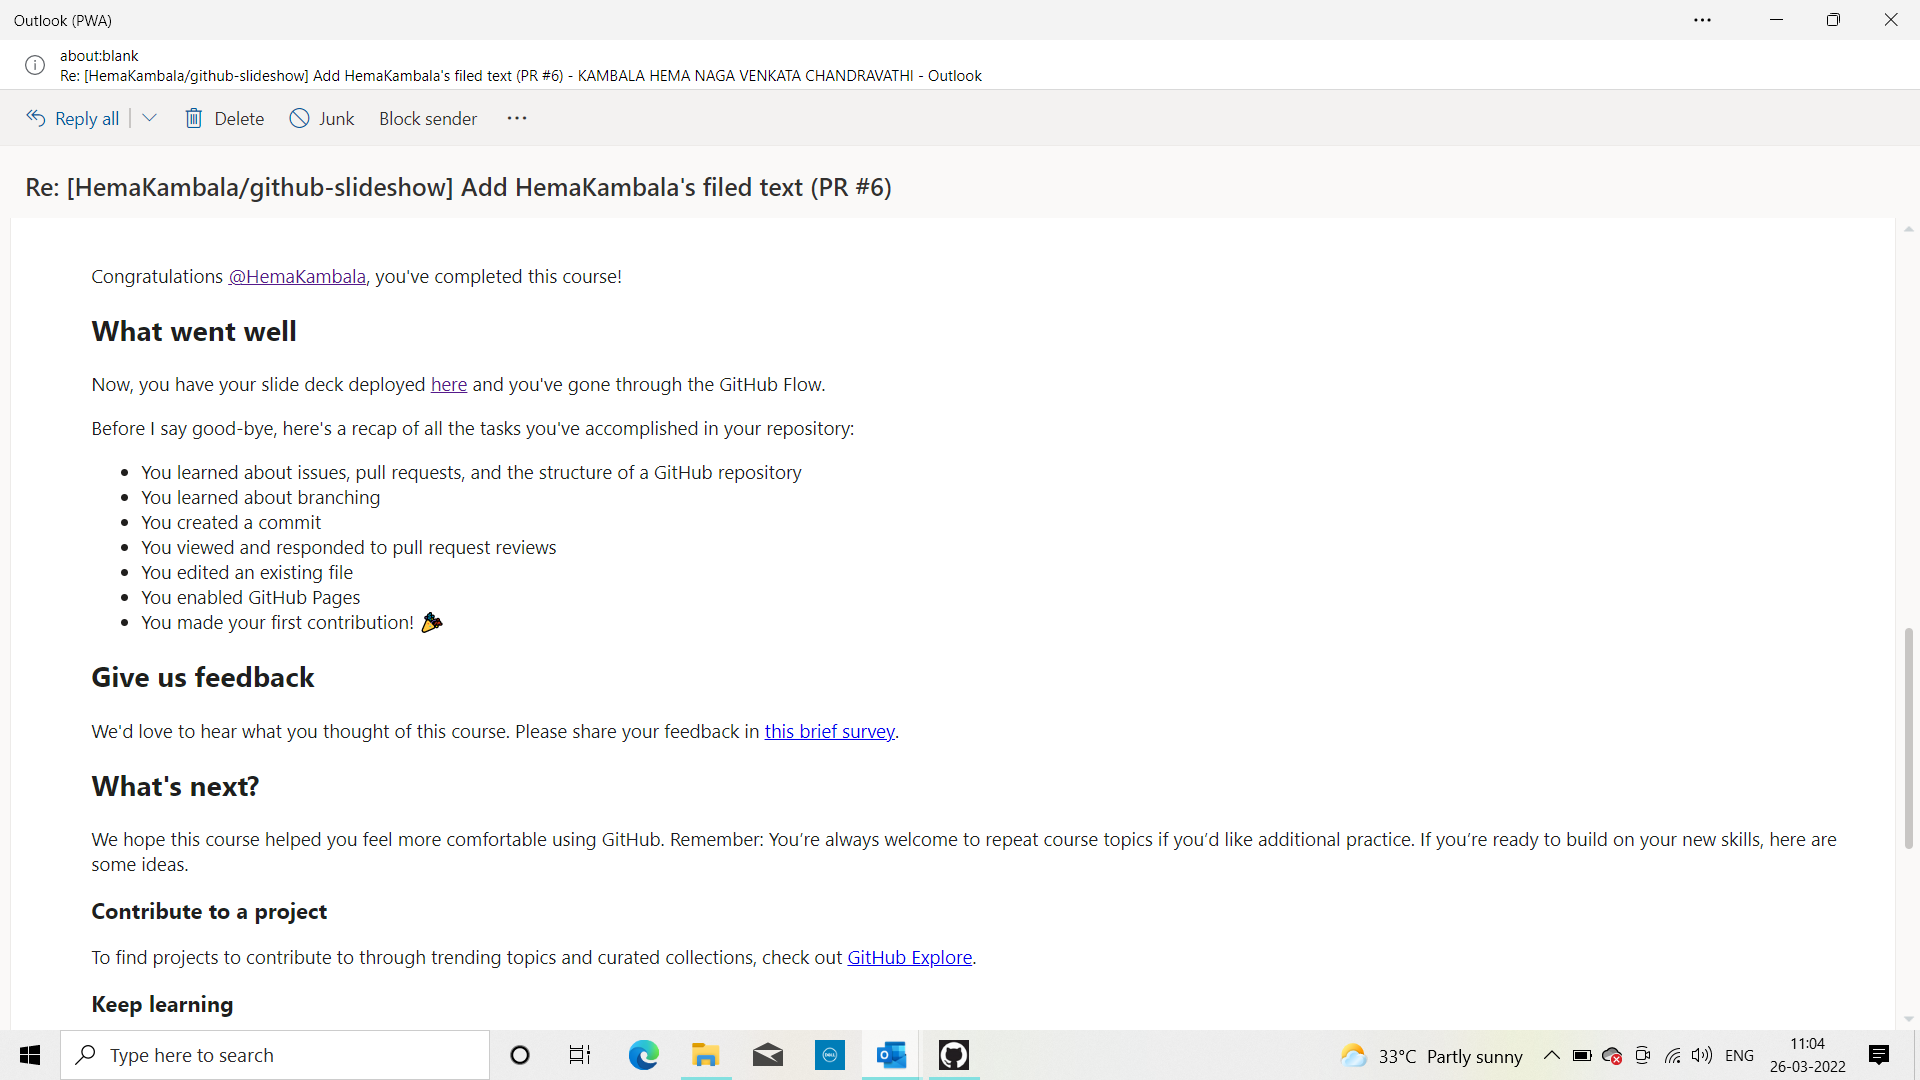 Outlook (PWA)
about:blank
Re: [HemaKambala/github-slideshow] Add HemaKambala's filed text (PR #6) - KAMBALA HEMA NAGA VENKATA CHANDRAVATHI - Outlook
Reply all Delete Junk Block sender
Re: [HemaKambala/github-slideshow] Add HemaKambala's filed text (PR #6)
Congratulations @HemaKambala, you've completed this course!
What went well
Now, you have your slide deck deployed here and you've gone through the GitHub Flow.
Before I say good-bye, here's a recap of all the tasks you've accomplished in your repository:
• You learned about issues, pull requests, and the structure of a GitHub repository
• You learned about branching
• You created a commit
• You viewed and responded to pull request reviews
• You edited an existing file
• You enabled GitHub Pages
• You made your first contribution! 🎉
Give us feedback
We'd love to hear what you thought of this course. Please share your feedback in this brief survey.
What's next?
We hope this course helped you feel more comfortable using GitHub. Remember: You’re always welcome to repeat course topics if you’d like additional practice. If you’re ready to build on your new skills, here are
some ideas.
Contribute to a project
To find projects to contribute to through trending topics and curated collections, check out GitHub Explore.
Keep learning
Type here to search
DELL
33°C Partly sunny
ENG
11:04
26-03-2022